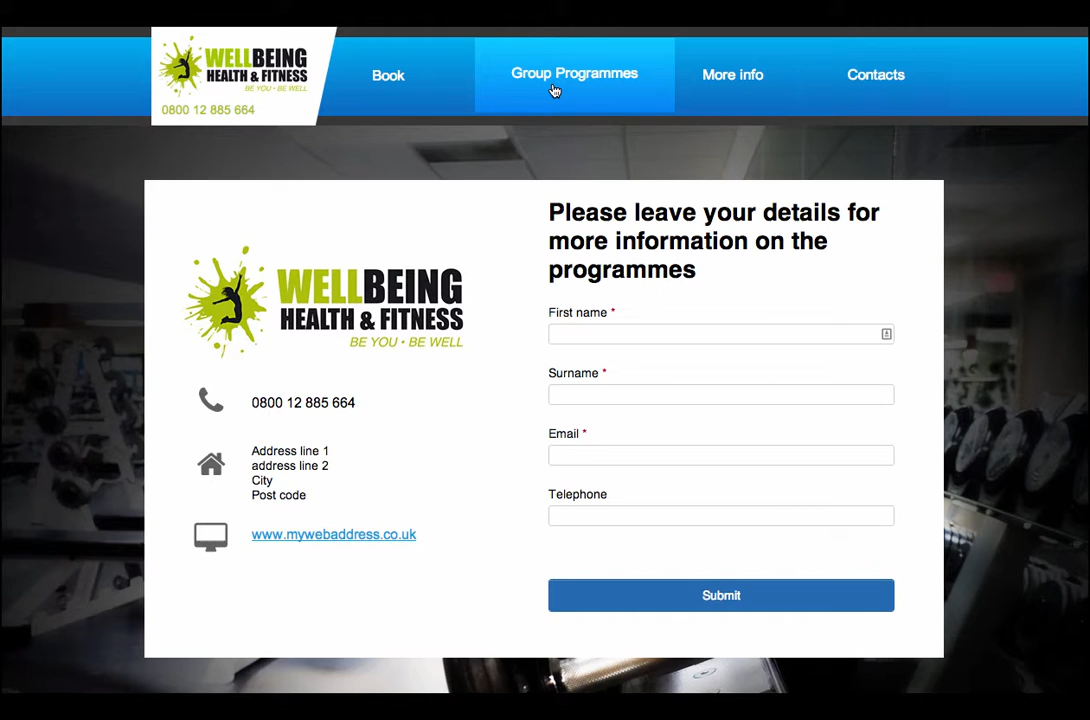 WELLBEING
HEALTH & FITNESS
BE YOU • BE WELL
0800 12 885 664
Book
Group Programmes
More info
Contacts
WELLBEING
HEALTH & FITNESS
BE YOU • BE WELL
0800 12 885 664
Address line 1
address line 2
City
Post code
www.mywebaddress.co.uk
Please leave your details for
more information on the
programmes
First name *
Surname *
Email *
Telephone
Submit